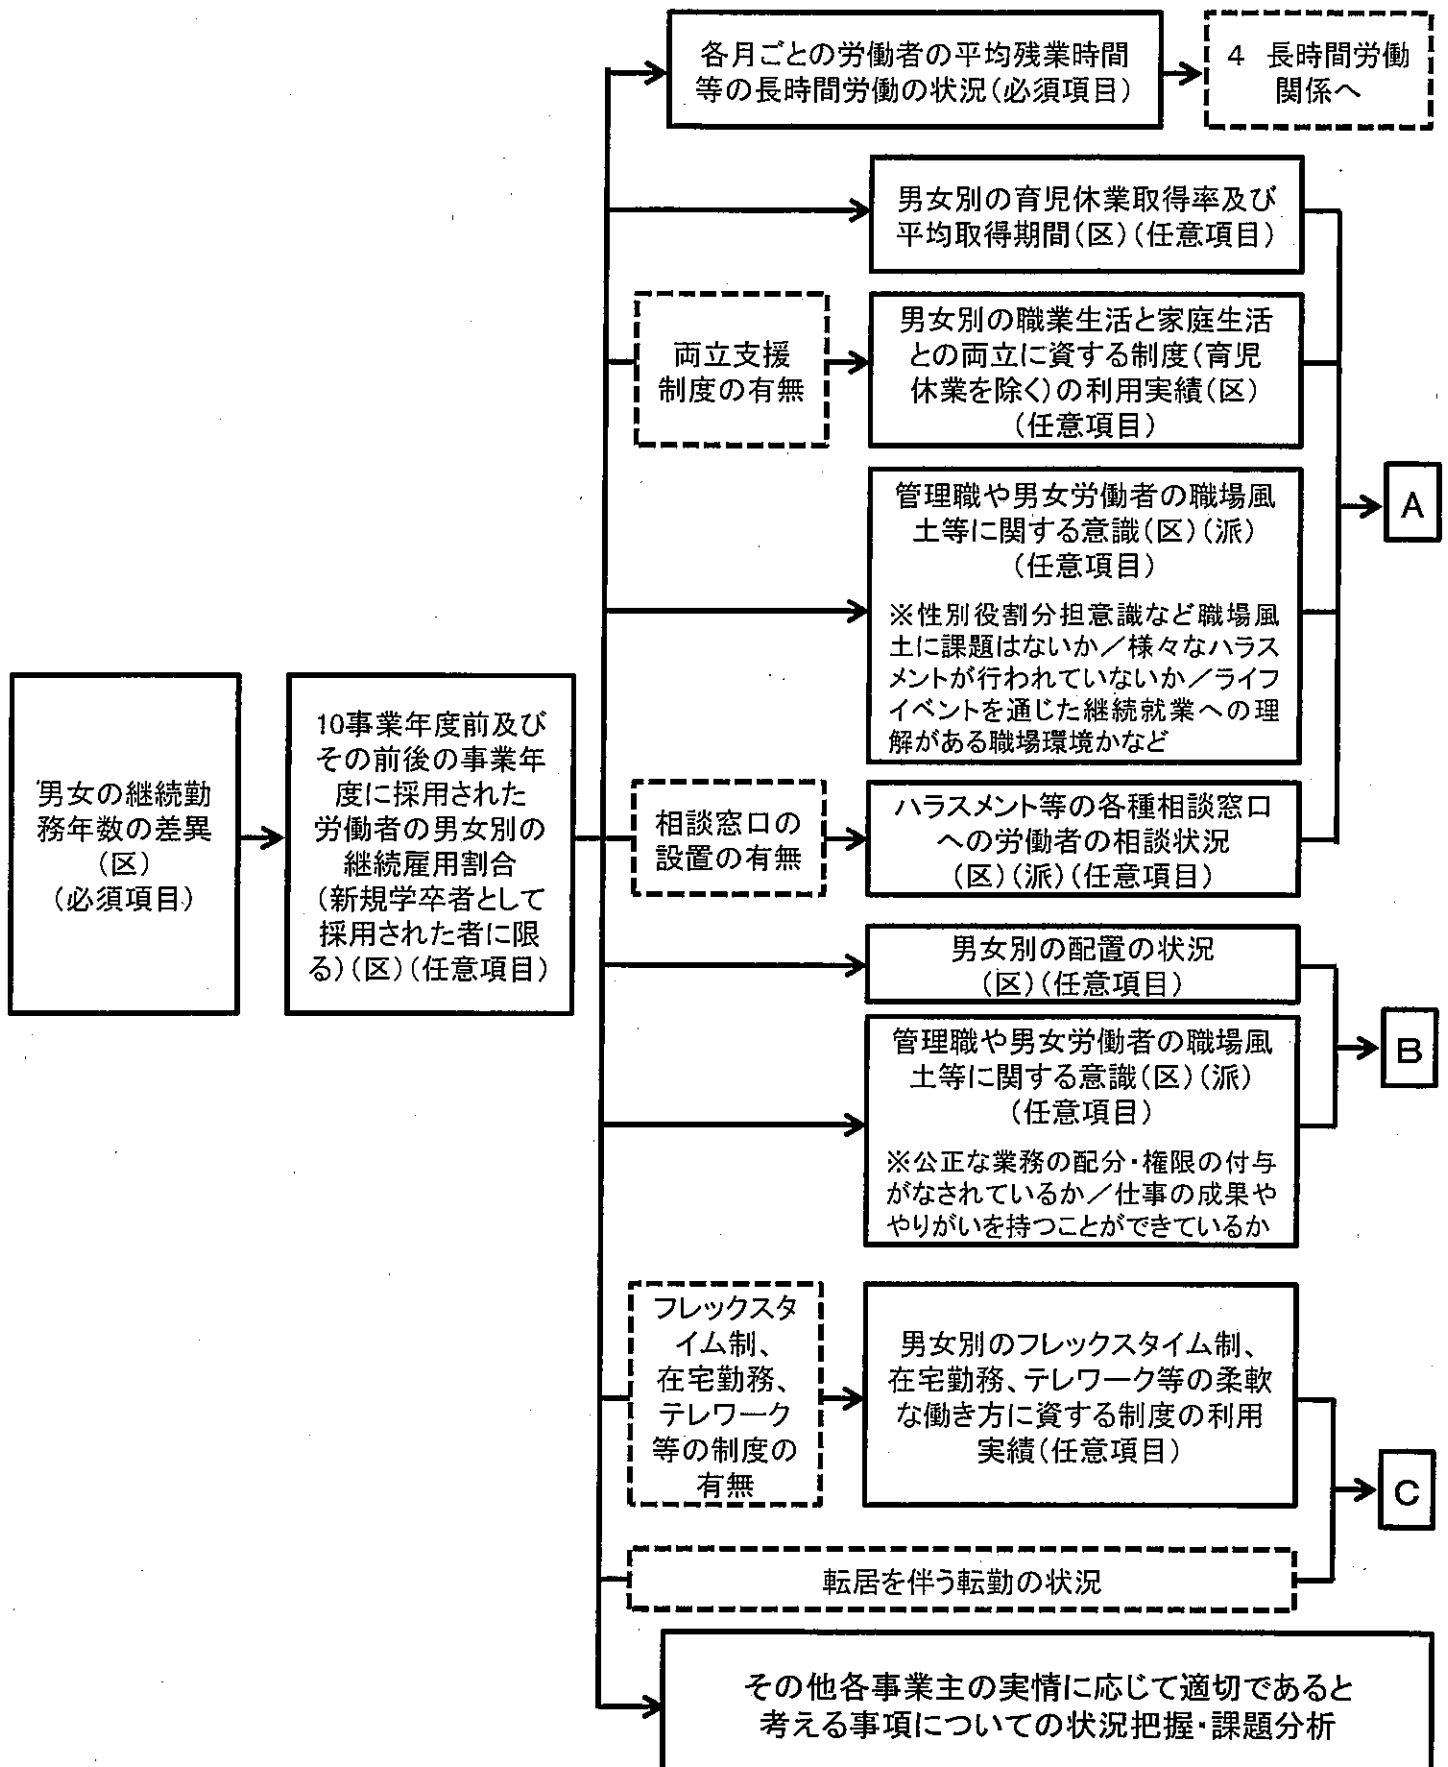 各月ごとの労働者の平均残業時間
等の長時間労働の状況(必須項目)
4 長時間労働
関係へ
男女別の育児休業取得率及び
平均取得期間(区)(任意項目)
両立支援
制度の有無
男女別の職業生活と家庭生活
との両立に資する制度(育児
休業を除く)の利用実績(区)
(任意項目)
管理職や男女労働者の職場風
土等に関する意識(区)(派)
(任意項目)
※性別役割分担意識など職場風
土に課題はないか/様々なハラス
メントが行われていないか/ライフ
イベントを通じた継続就業への理
解がある職場環境かなど
A
男女の継続勤
務年数の差異
(区)
(必須項目)
10事業年度前及び
その前後の事業年
度に採用された
労働者の男女別の
継続雇用割合
(新規学卒者として
採用された者に限
る)(区)(任意項目)
相談窓口の
設置の有無
ハラスメント等の各種相談窓口
への労働者の相談状況
(区)(派)(任意項目)
男女別の配置の状況
(区)(任意項目)
管理職や男女労働者の職場風
土等に関する意識(区)(派)
(任意項目)
※公正な業務の配分・権限の付与
がなされているか/仕事の成果や
やりがいを持つことができているか
B
フレックスタ
イム制、
在宅勤務、
テレワーク
等の制度の
有無
男女別のフレックスタイム制、
在宅勤務、テレワーク等の柔軟
な働き方に資する制度の利用
実績(任意項目)
C
転居を伴う転勤の状況
その他各事業主の実情に応じて適切であると
考える事項についての状況把握・課題分析